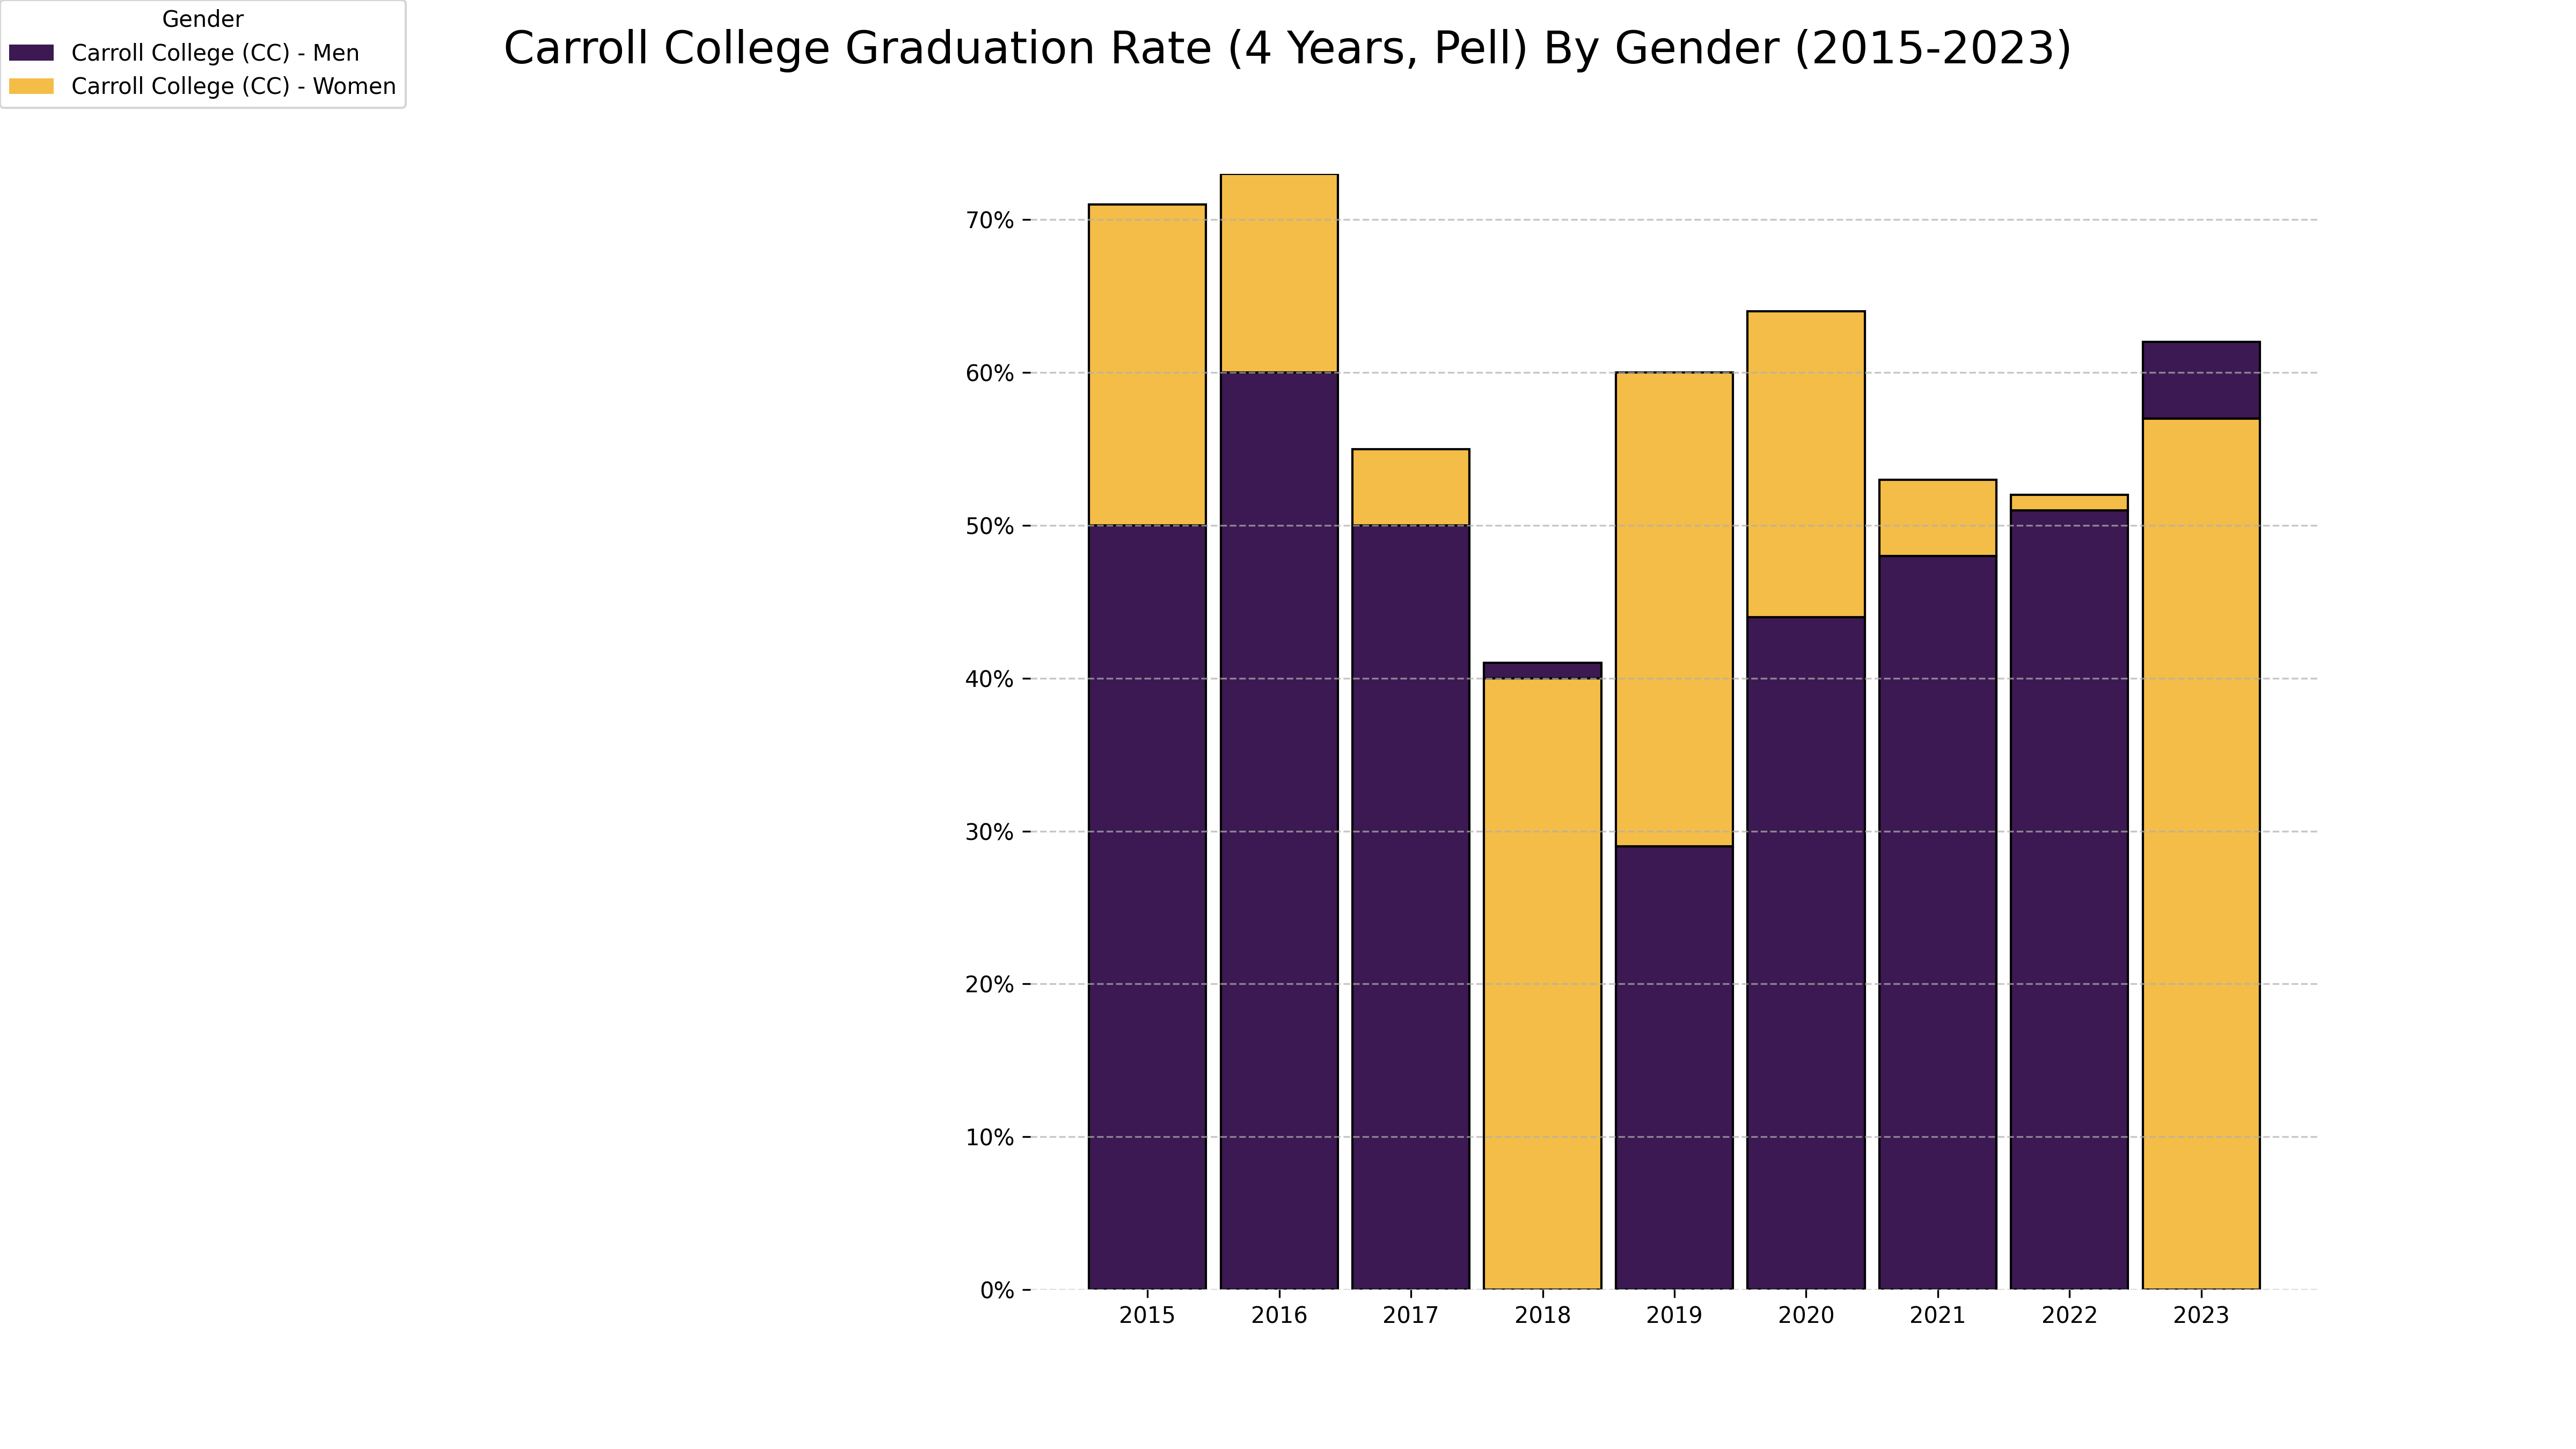 Gender
Carroll College (CC) - Men
Carroll College (CC) - Women
Carroll College Graduation Rate (4 Years, Pell) By Gender (2015-2023)
70%
60%
50%
40%
30%
20%
10%
0%
2015 2016 2017 2018 2019 2020 2021 2022 2023